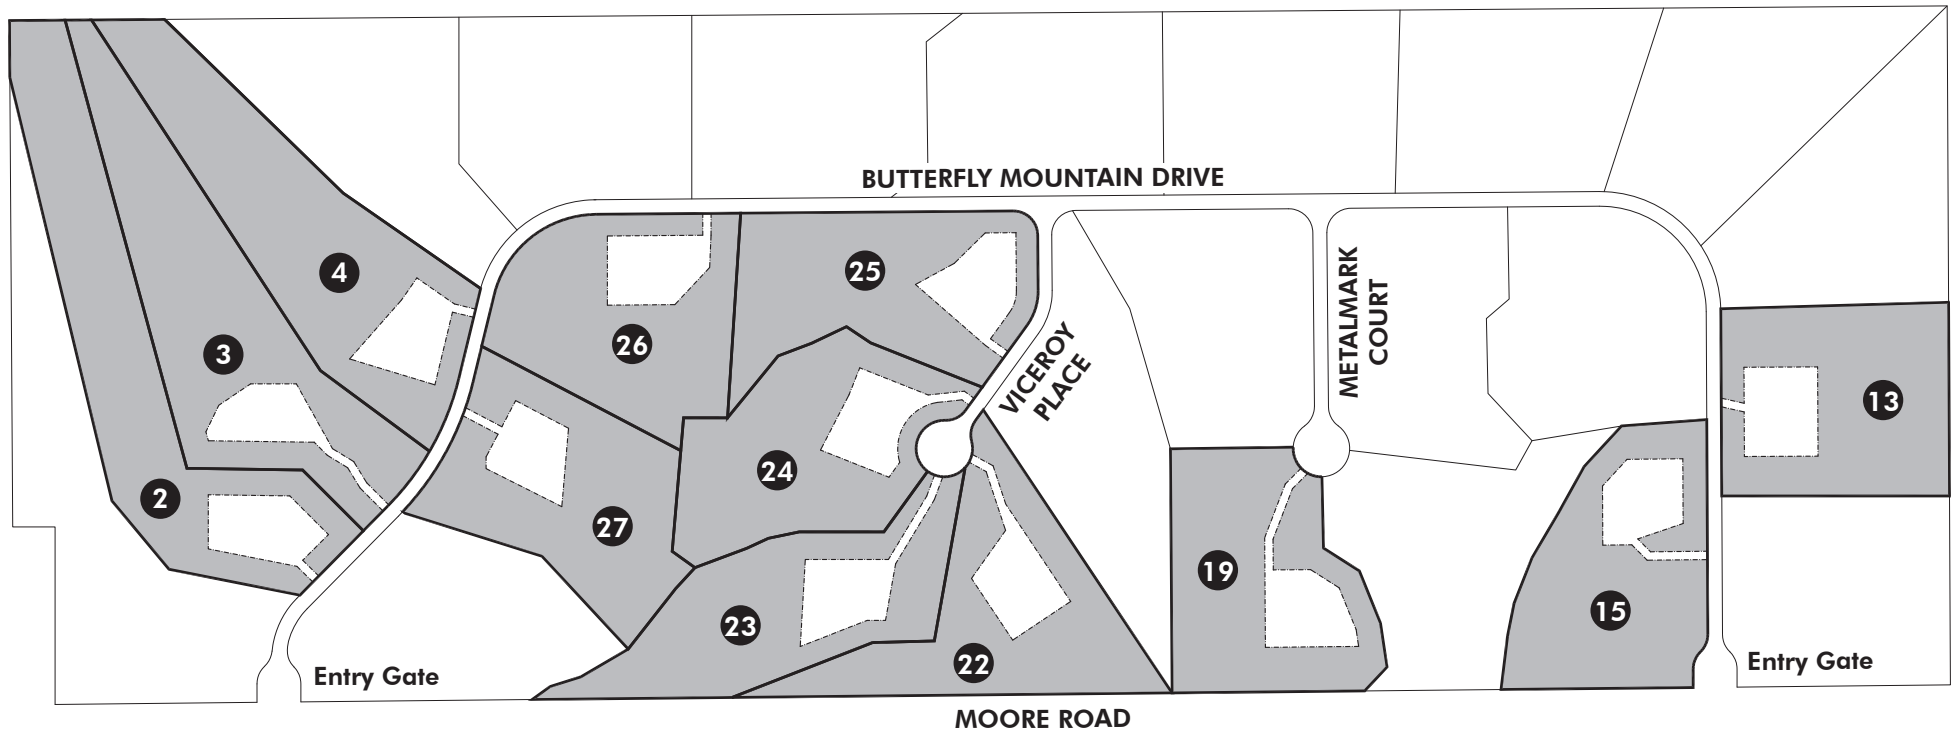 BUTTERFLY MOUNTAIN DRIVE
4
25
3
26
VICEROY
PLACE
METALMARK
COURT
13
24
2
27
19
15
23
22
Entry Gate
Entry Gate
MOORE ROAD